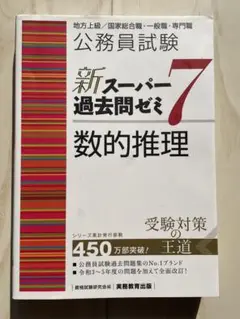 地方上級/国家総合職・一般職・専門職
公務員試験
新スーパー
過去問ゼミ7
数的推理
シリーズ累計発行部数
450万部突破!
受験対策
の
王道
■公務員試験過去問題集のNo.1ブランド
■令和3~5年度の問題を加えて全面改訂!
資格試験研究会編
実務教育出版